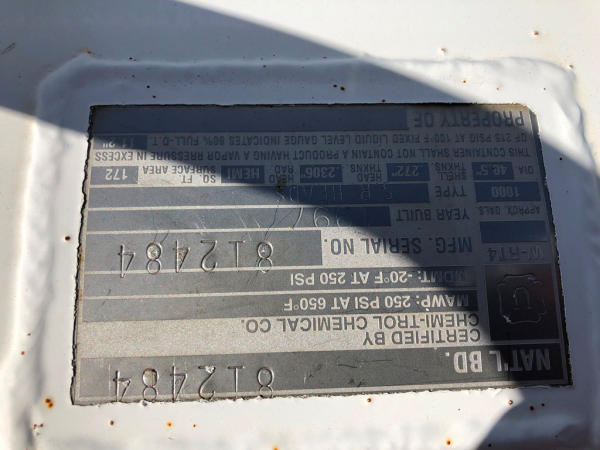 NAT'L BD. 812484
CERTIFIED BY
CHEMI-TROL CHEMICAL CO.
U
MAWP: 250 PSI AT 650°F
MDMT: -20°F AT 250 PSI
W-RT4
MFG. SERIAL NO. 812484
YEAR BUILT
APPROX GALS. 1000 TYPE
DIA 40.5" SHELL THKNS HEAD THKNS HEAD RAD HEMI SQ. FT. SURFACE AREA 172
THIS CONTAINER SHALL NOT CONTAIN A PRODUCT HAVING A VAPOR PRESSURE IN EXCESS
OF 215 PSIG AT 100°F FIXED LIQUID LEVEL GAUGE INDICATES 80% FULL-D.T.
PROPERTY OF